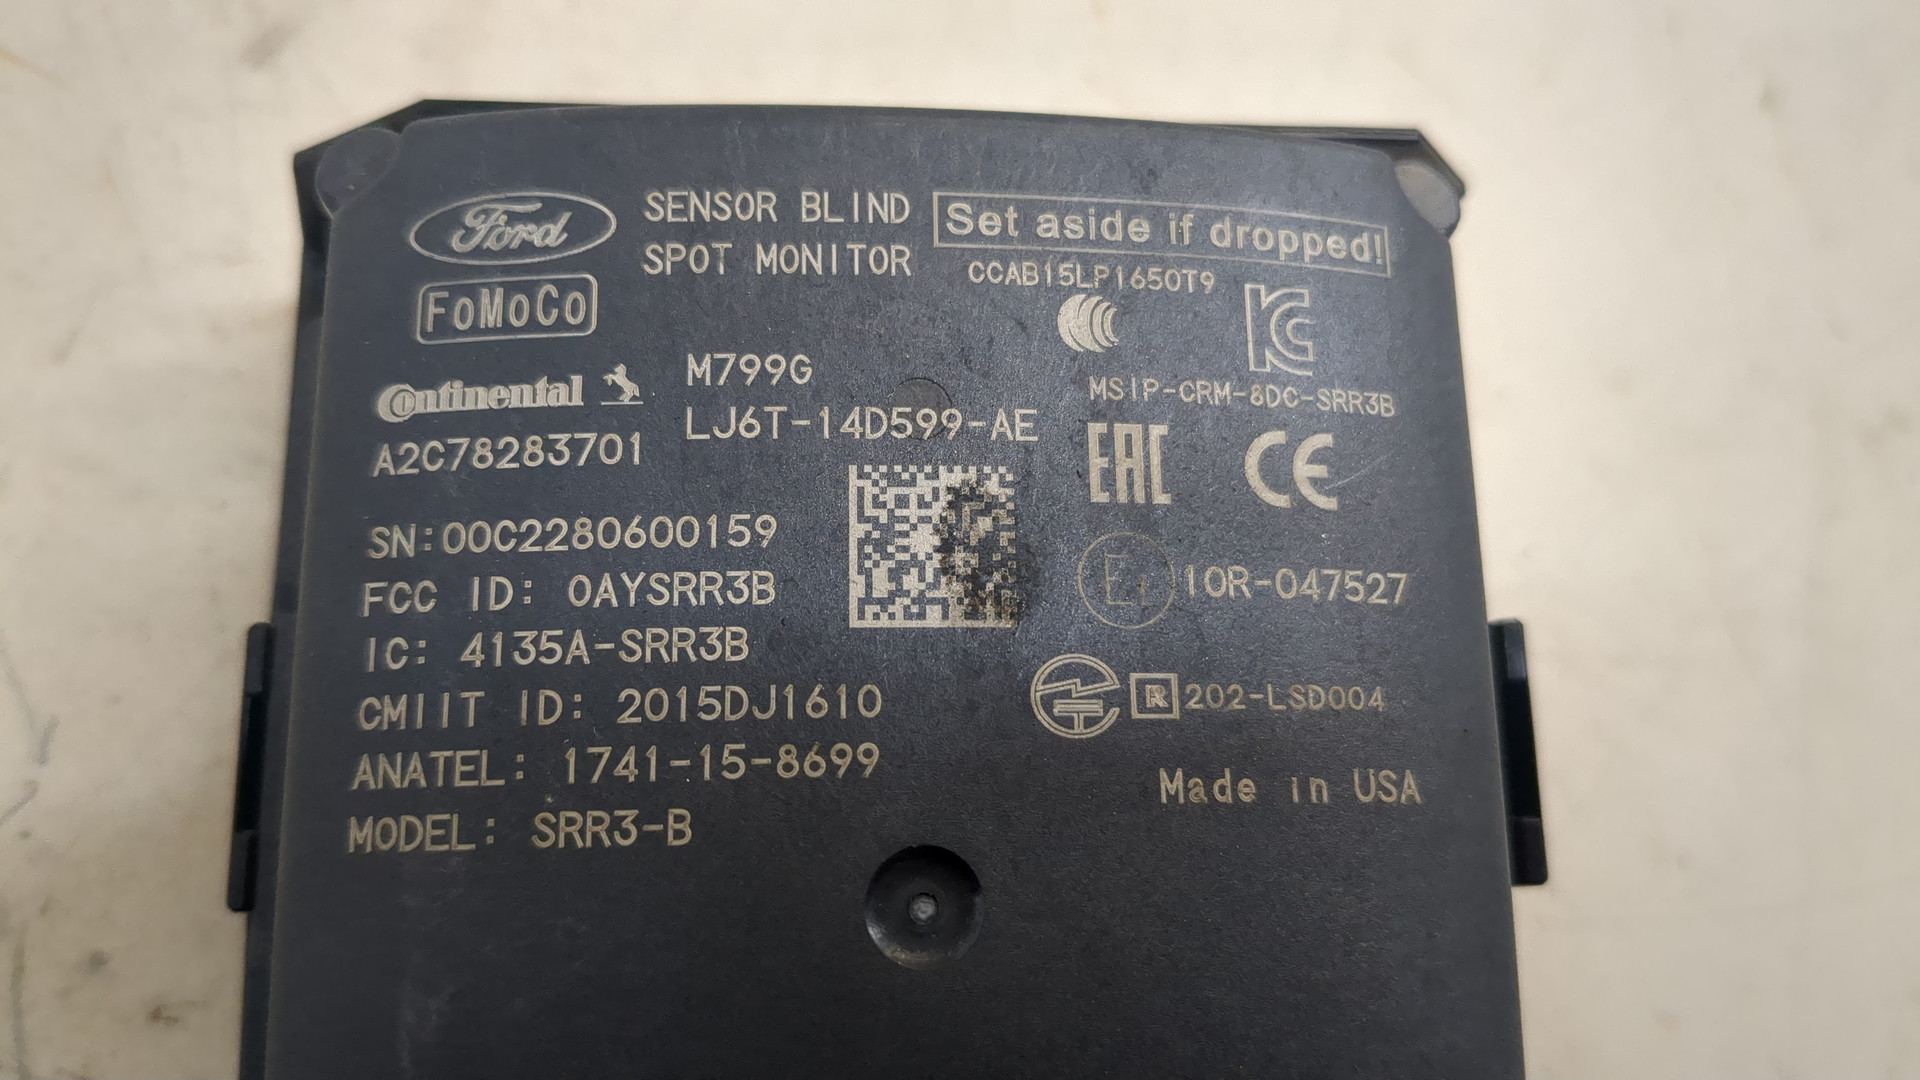 Ford
SENSOR BLIND
SPOT MONITOR
Set aside if dropped!
CCAB15LP1650T9
FoMoCo
Continental
M799G
MSIP-CRM-8DC-SRR3B
A2C78283701
LJ6T-14D599-AE
EAC
CE
SN:00C2280600159
FCC ID: 0AYSRR3B
E1 10R-047527
IC: 4135A-SRR3B
CMIIT ID: 2015DJ1610
R 202-LSD004
ANATEL: 1741-15-8699
Made in USA
MODEL: SRR3-B